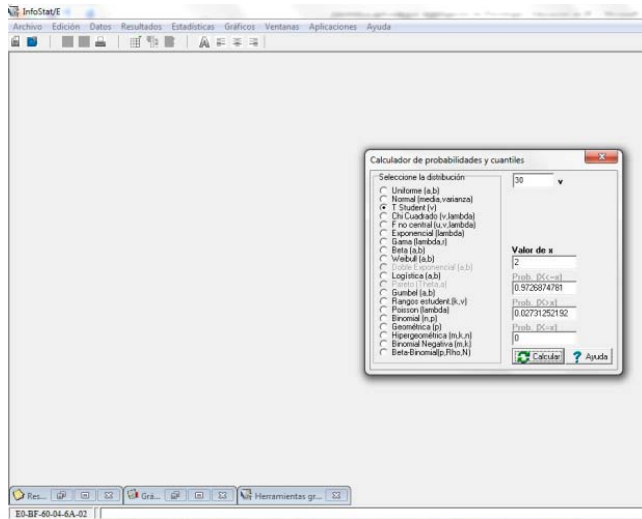 InfoStat/E
Archivo Edición Datos Resultados Estadísticas Gráficos Ventanas Aplicaciones Ayuda
Calculador de probabilidades y cuantiles
Seleccione la distribución
Uniforme (a,b)
Normal (media,varianza)
T Student (v)
Chi Cuadrado (v,lambda)
F no central (u,v,lambda)
Exponencial (lambda)
Gama (lambda,r)
Beta (a,b)
Weibull (a,b)
Doble Exponencial (a,b)
Logística (a,b)
Pareto (Theta,a)
Gumbel (a,b)
Rangos estudent.(k,v)
Poisson (lambda)
Binomial (n,p)
Geométrica (p)
Hipergeométrica (m,k,n)
Binomial Negativa (m,k)
Beta-Binomial(p,Rho,N)
30 v
Valor de x
2
Prob. (X<=x)
0.9726874781
Prob. (X>x)
0.02731252192
Prob. (X=x)
0
Calcular ? Ayuda
Res... Grá... Herramientas gr...
E0-BF-60-04-6A-02